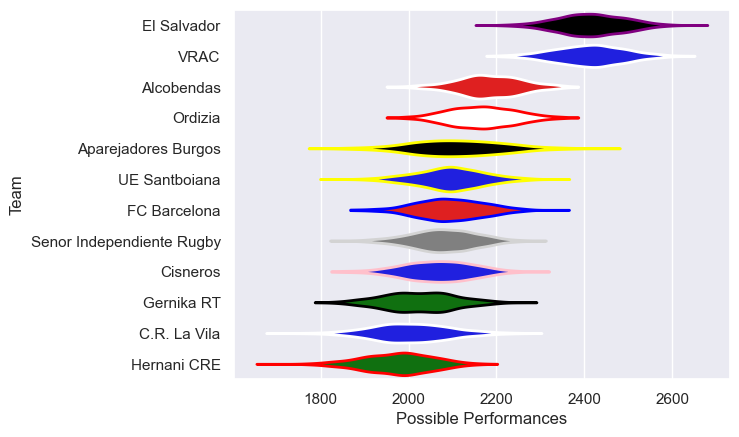 El Salvador
VRAC
Alcobendas
Ordizia
Aparejadores Burgos
UE Santboiana
FC Barcelona
Senor Independiente Rugby
Cisneros
Gernika RT
C.R. La Vila
Hernani CRE
Team
1800 2000 2200 2400 2600
Possible Performances